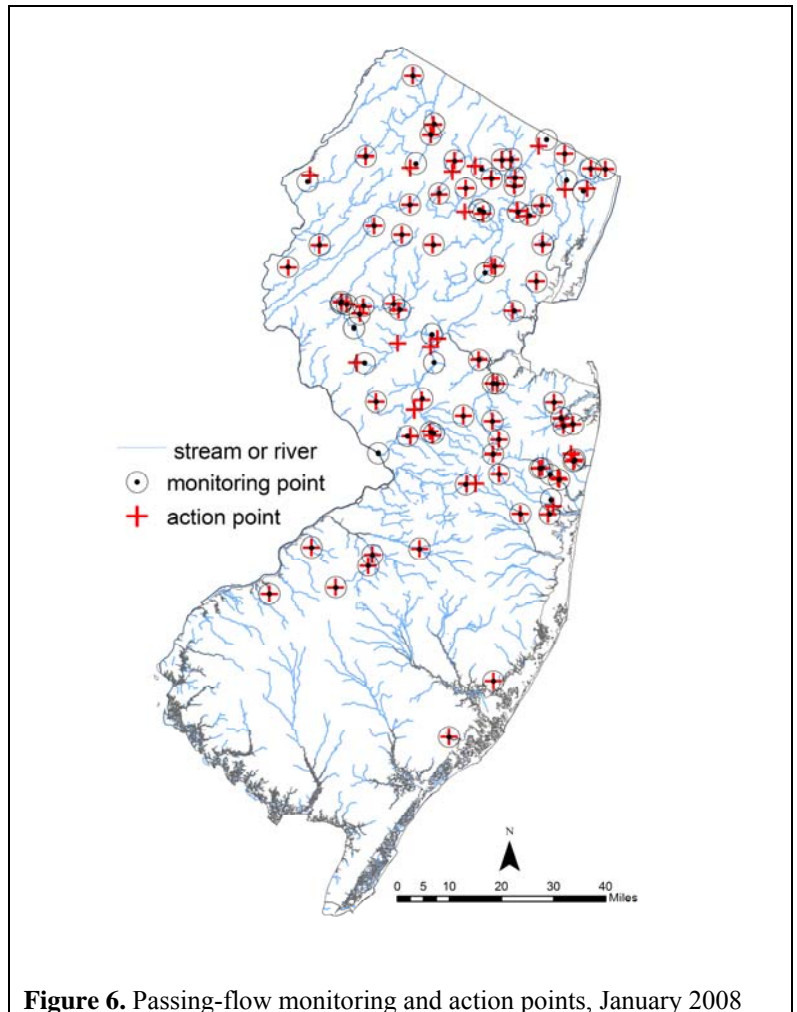 stream or river
monitoring point
action point
N
0 5 10 20 30 40
Miles
Figure 6. Passing-flow monitoring and action points, January 2008